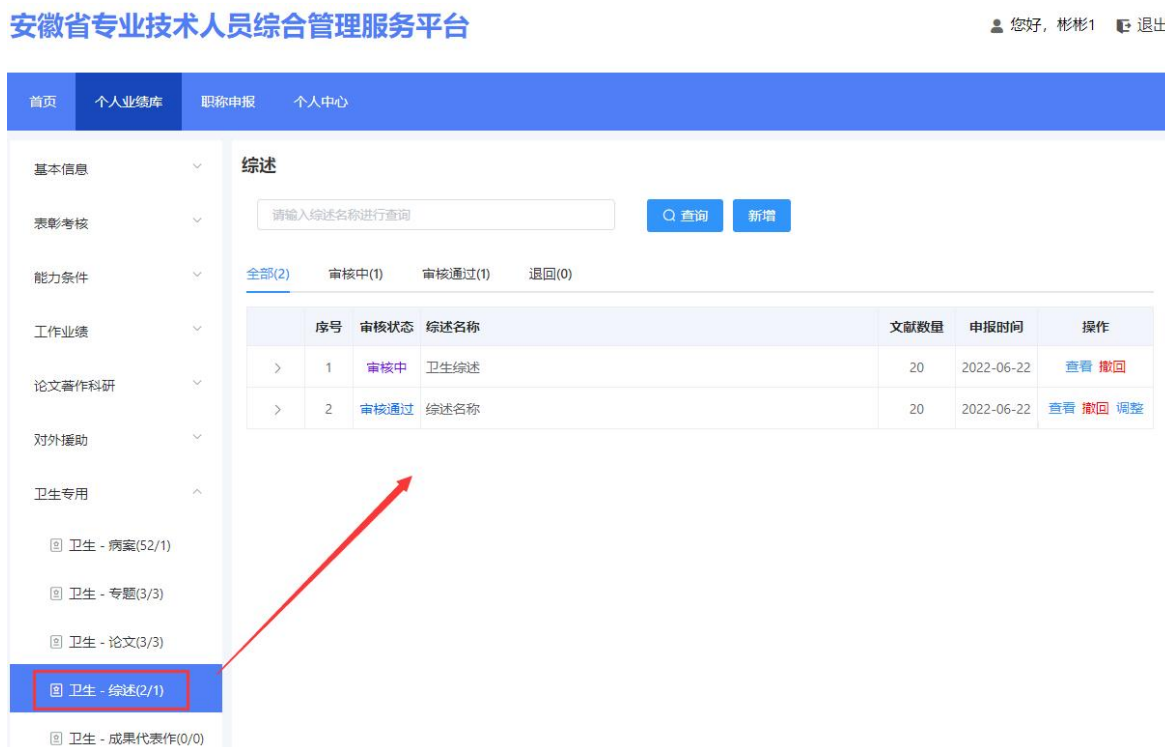 安徽省专业技术人员综合管理服务平台
您好，彬彬1 退出
首页 个人业绩库 职称申报 个人中心
基本信息
表彰考核
能力条件
工作业绩
论文著作科研
对外援助
卫生专用
卫生 - 病案(52/1)
卫生 - 专题(3/3)
卫生 - 论文(3/3)
卫生 - 综述(2/1)
卫生 - 成果代表作(0/0)
综述
请输入综述名称进行查询 查询 新增
全部(2) 审核中(1) 审核通过(1) 退回(0)
序号 审核状态 综述名称 文献数量 申报时间 操作
1 审核中 卫生综述 20 2022-06-22 查看 撤回
2 审核通过 综述名称 20 2022-06-22 查看 撤回 调整